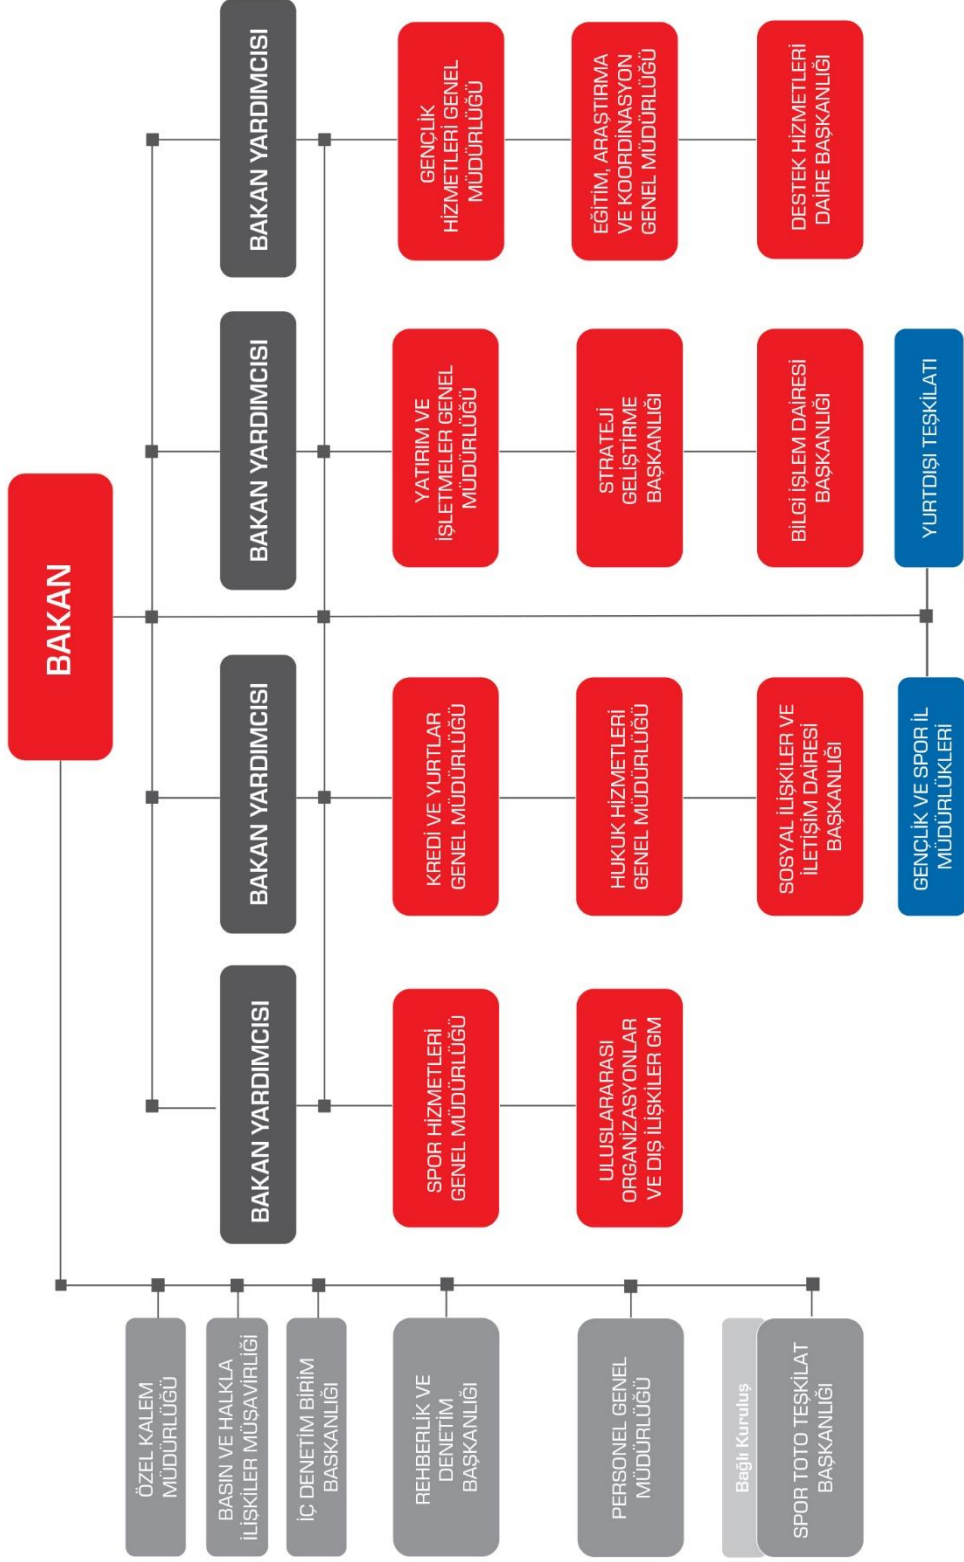 BAKAN
BAKAN YARDIMCISI
BAKAN YARDIMCISI
BAKAN YARDIMCISI
BAKAN YARDIMCISI
ÖZEL KALEM
MÜDÜRLÜĞÜ
BASIN VE HALKLA
İLİŞKİLER MÜŞAVİRLİĞİ
İÇ DENETİM BİRİM
BASKANLIĞI
REHBERLİK VE
DENETİM
BAŞKANLIĞI
PERSONEL GENEL
MÜDÜRLÜĞÜ
Bağlı Kuruluş
SPOR TOTO TEŞKİLAT
BAŞKANLIĞI
SPOR HİZMETLERİ
GENEL MÜDÜRLÜĞÜ
ULUSLARARASI
ORGANİZASYONLAR
VE DIŞ İLİŞKİLER GM
KREDİ VE YURTLAR
GENEL MÜDÜRLÜĞÜ
HUKUK HİZMETLERİ
GENEL MÜDÜRLÜĞÜ
SOSYAL İLİŞKİLER VE
İLETİŞİM DAİRESİ
BAŞKANLIĞI
YATIRIM VE
İŞLETMELER GENEL
MÜDÜRLÜĞÜ
STRATEJİ
GELİŞTİRME
BAŞKANLIĞI
BİLGİ İŞLEM DAİRESİ
BAŞKANLIĞI
GENÇLİK
HİZMETLERİ GENEL
MÜDÜRLÜĞÜ
EĞİTİM, ARAŞTIRMA
VE KOORDİNASYON
GENEL MÜDÜRLÜĞÜ
DESTEK HİZMETLERİ
DAİRE BAŞKANLIĞI
GENÇLİK VE SPOR İL
MÜDÜRLÜKLERİ
YURTDIŞI TEŞKİLATI